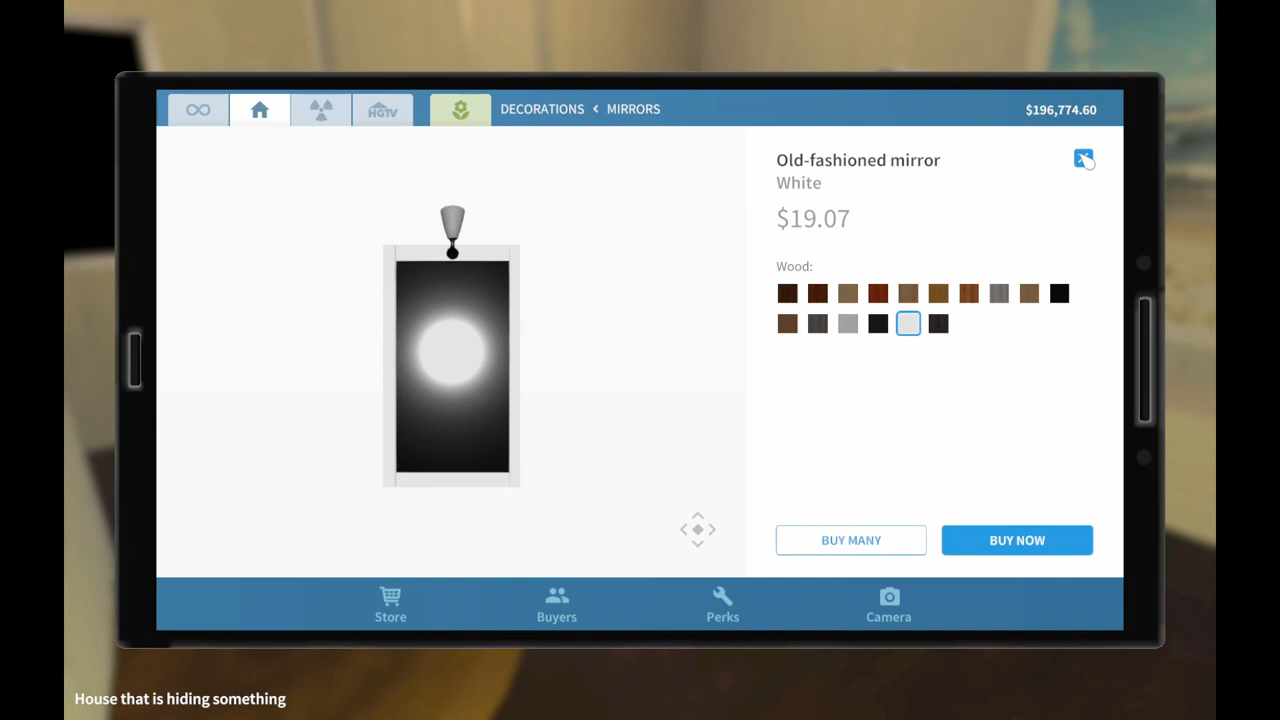 HGTV
DECORATIONS < MIRRORS
$196,774.60
Old-fashioned mirror
White
$19.07
Wood:
BUY MANY
BUY NOW
Store
Buyers
Perks
Camera
House that is hiding something